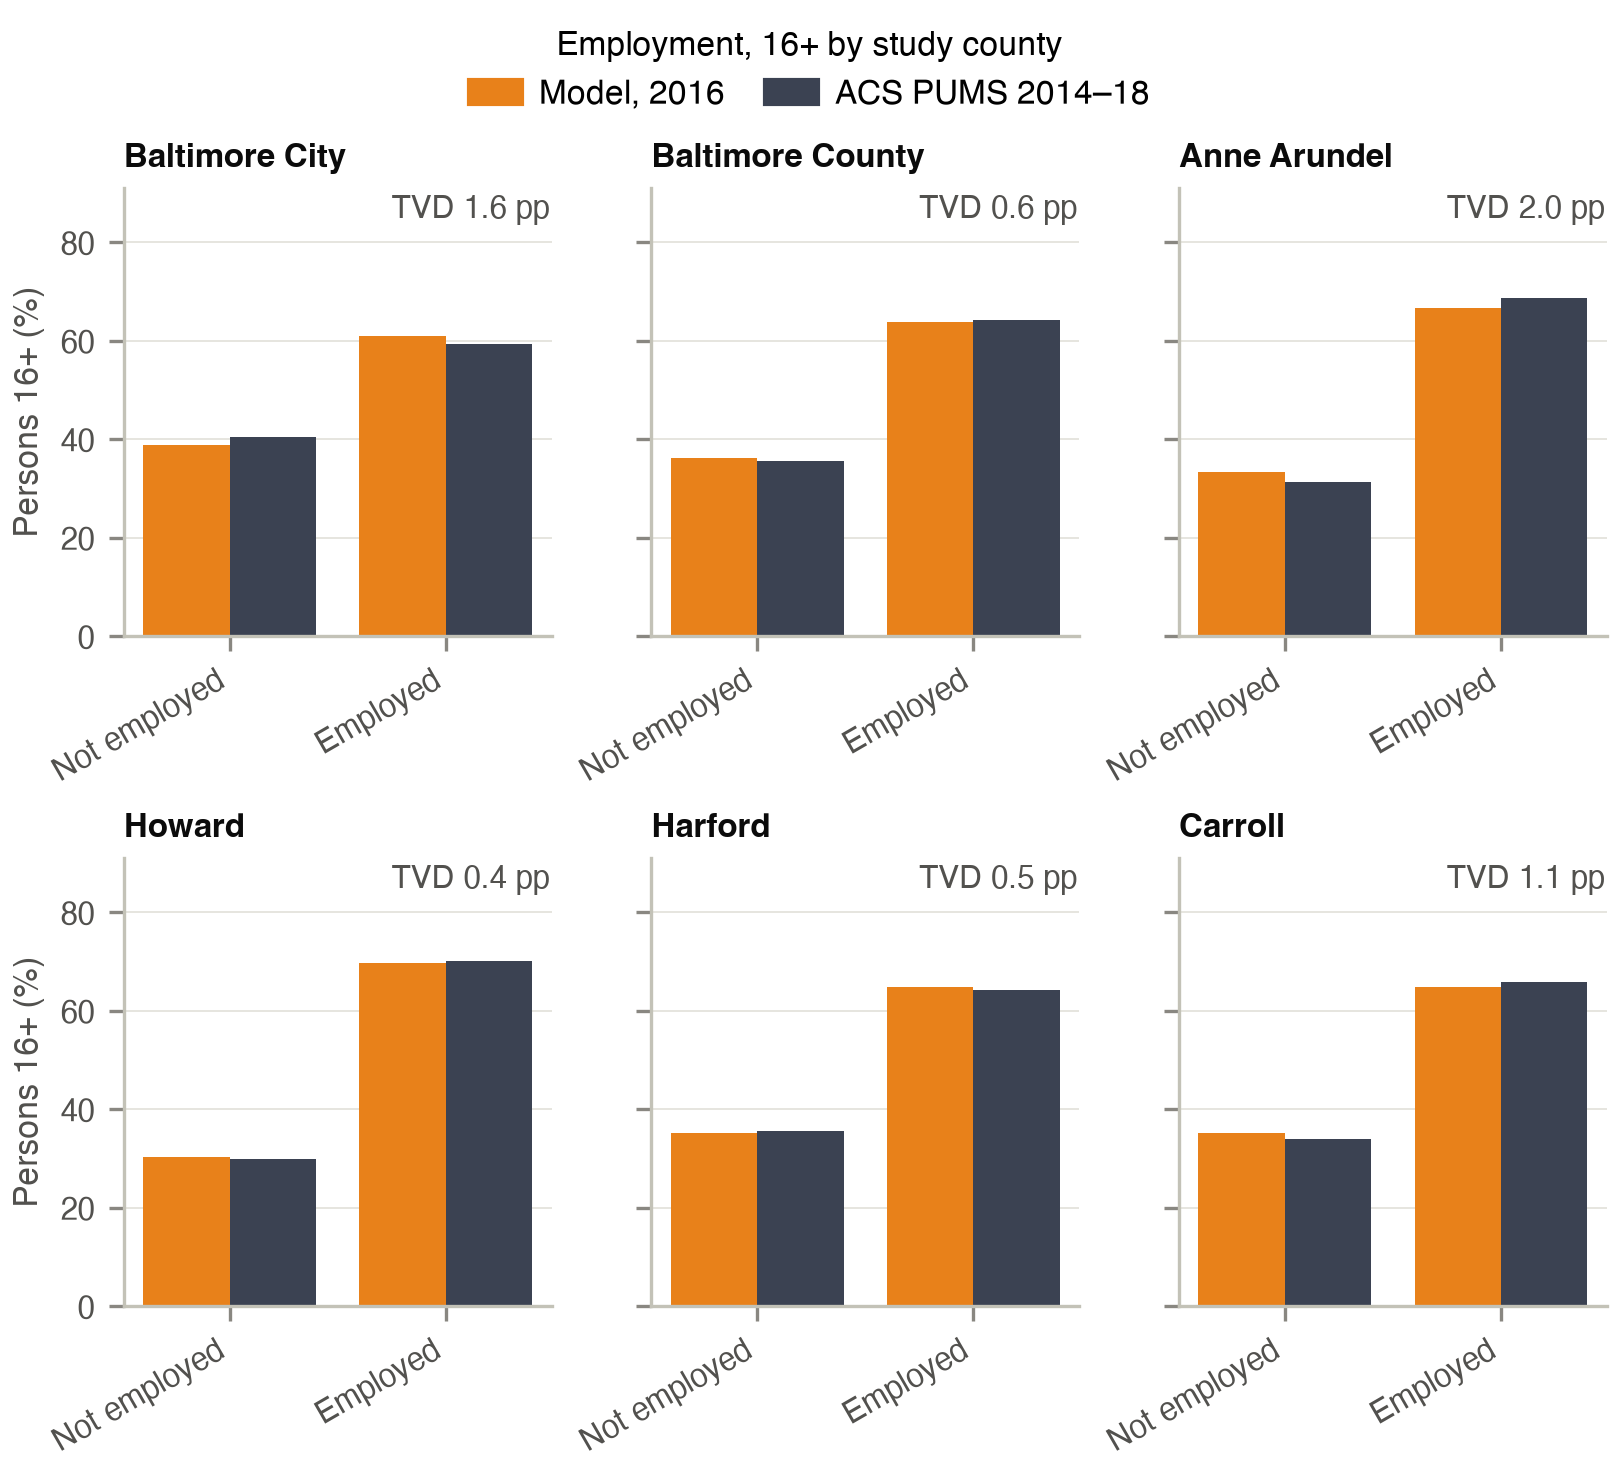 Employment, 16+ by study county
Model, 2016 ACS PUMS 2014–18
Baltimore City Baltimore County Anne Arundel
TVD 1.6 pp TVD 0.6 pp TVD 2.0 pp
80
60
40
20
0
Persons 16+ (%)
Not employed Employed Not employed Employed Not employed Employed
Howard Harford Carroll
TVD 0.4 pp TVD 0.5 pp TVD 1.1 pp
80
60
40
20
0
Persons 16+ (%)
Not employed Employed Not employed Employed Not employed Employed